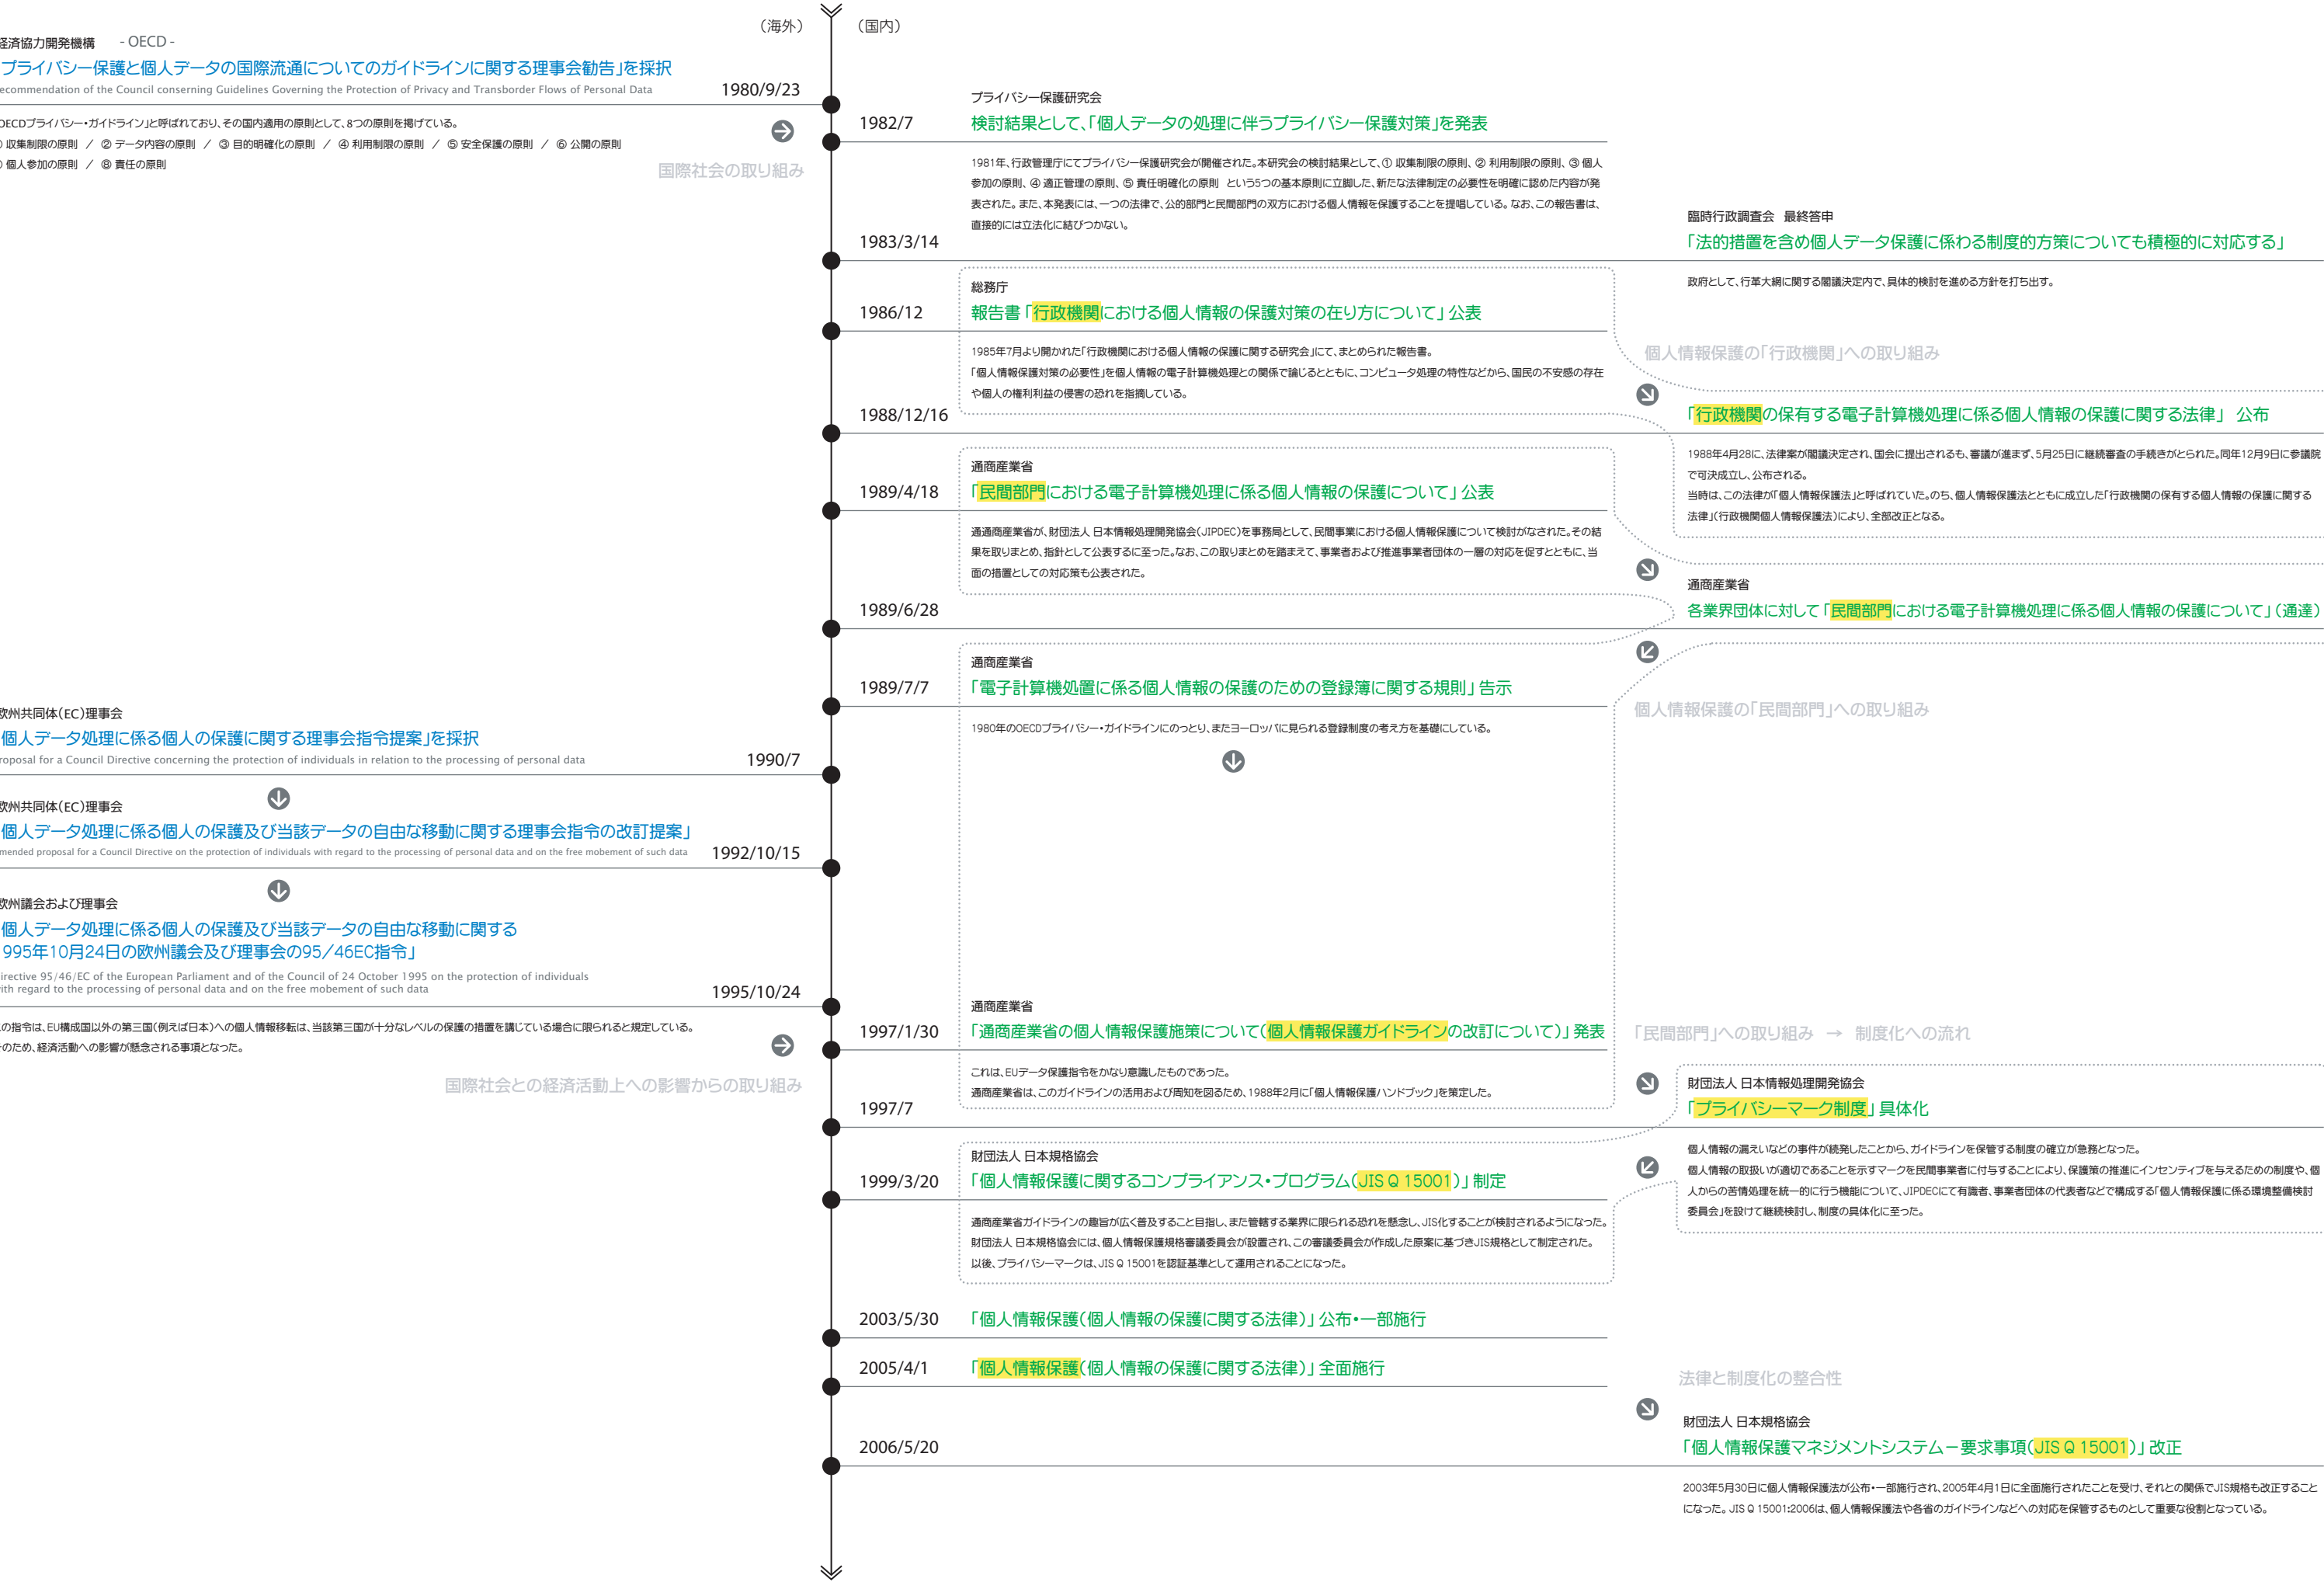 （海外）
（国内）
経済協力開発機構 - OECD -
プライバシー保護と個人データの国際流通についてのガイドラインに関する理事会勧告」を採択
ecommendation of the Council conserning Guidelines Governing the Protection of Privacy and Transborder Flows of Personal Data
1980/9/23
OECDプライバシー・ガイドライン」と呼ばれており、その国内適用の原則として、8つの原則を掲げている。
収集制限の原則 ／ ② データ内容の原則 ／ ③ 目的明確化の原則 ／ ④ 利用制限の原則 ／ ⑤ 安全保護の原則 ／ ⑥ 公開の原則
個人参加の原則 ／ ⑧ 責任の原則
国際社会の取り組み
プライバシー保護研究会
1982/7
検討結果として、「個人データの処理に伴うプライバシー保護対策」を発表
1981年、行政管理庁にてプライバシー保護研究会が開催された。本研究会の検討結果として、① 収集制限の原則、② 利用制限の原則、③ 個人
参加の原則、④ 適正管理の原則、⑤ 責任明確化の原則 という5つの基本原則に立脚した、新たな法律制定の必要性を明確に認めた内容が発
表された。また、本発表には、一つの法律で、公的部門と民間部門の双方における個人情報を保護することを提唱している。なお、この報告書は、
直接的には立法化に結びつかない。
1983/3/14
臨時行政調査会 最終答申
「法的措置を含め個人データ保護に係わる制度的方策についても積極的に対応する」
政府として、行革大綱に関する閣議決定内で、具体的検討を進める方針を打ち出す。
総務庁
1986/12
報告書「行政機関における個人情報の保護対策の在り方について」公表
1985年7月より開かれた「行政機関における個人情報の保護に関する研究会」にて、まとめられた報告書。
「個人情報保護対策の必要性」を個人情報の電子計算機処理との関係で論じるとともに、コンピュータ処理の特性などから、国民の不安感の存在
や個人の権利利益の侵害の恐れを指摘している。
個人情報保護の「行政機関」への取り組み
1988/12/16
「行政機関の保有する電子計算機処理に係る個人情報の保護に関する法律」 公布
1988年4月28に、法律案が閣議決定され、国会に提出されるも、審議が進まず、5月25日に継続審査の手続きがとられた。同年12月9日に参議院
で可決成立し、公布される。
当時は、この法律が「個人情報保護法」と呼ばれていた。のち、個人情報保護法とともに成立した「行政機関の保有する個人情報の保護に関する
法律」（行政機関個人情報保護法）により、全部改正となる。
通商産業省
1989/4/18
「民間部門における電子計算機処理に係る個人情報の保護について」公表
通通商産業省が、財団法人 日本情報処理開発協会（JIPDEC）を事務局として、民間事業における個人情報保護について検討がなされた。その結
果を取りまとめ、指針として公表するに至った。なお、この取りまとめを踏まえて、事業者および推進事業者団体の一層の対応を促すとともに、当
面の措置としての対応策も公表された。
1989/6/28
通商産業省
各業界団体に対して「民間部門における電子計算機処理に係る個人情報の保護について」（通達）
通商産業省
1989/7/7
「電子計算機処置に係る個人情報の保護のための登録簿に関する規則」告示
1980年のOECDプライバシー・ガイドラインにのっとり、またヨーロッパに見られる登録制度の考え方を基礎にしている。
個人情報保護の「民間部門」への取り組み
欧州共同体（EC）理事会
個人データ処理に係る個人の保護に関する理事会指令提案」を採択
roposal for a Council Directive concerning the protection of individuals in relation to the processing of personal data
1990/7
欧州共同体（EC）理事会
個人データ処理に係る個人の保護及び当該データの自由な移動に関する理事会指令の改訂提案」
mended proposal for a Council Directive on the protection of individuals with regard to the processing of personal data and on the free mobement of such data
1992/10/15
欧州議会および理事会
個人データ処理に係る個人の保護及び当該データの自由な移動に関する
995年10月24日の欧州議会及び理事会の95／46EC指令」
irective 95/46/EC of the European Parliament and of the Council of 24 October 1995 on the protection of individuals
ith regard to the processing of personal data and on the free mobement of such data
1995/10/24
の指令は、EU構成国以外の第三国（例えば日本）への個人情報移転は、当該第三国が十分なレベルの保護の措置を講じている場合に限られると規定している。
のため、経済活動への影響が懸念される事項となった。
国際社会との経済活動上への影響からの取り組み
通商産業省
1997/1/30
「通商産業省の個人情報保護施策について（個人情報保護ガイドラインの改訂について）」発表
これは、EUデータ保護指令をかなり意識したものであった。
通商産業省は、このガイドラインの活用および周知を図るため、1988年2月に「個人情報保護ハンドブック」を策定した。
「民間部門」への取り組み → 制度化への流れ
1997/7
財団法人 日本情報処理開発協会
「プライバシーマーク制度」具体化
個人情報の漏えいなどの事件が続発したことから、ガイドラインを保管する制度の確立が急務となった。
個人情報の取扱いが適切であることを示すマークを民間事業者に付与することにより、保護策の推進にインセンティブを与えるための制度や、個
人からの苦情処理を統一的に行う機能について、JIPDECにて有識者、事業者団体の代表者などで構成する「個人情報保護に係る環境整備検討
委員会」を設けて継続検討し、制度の具体化に至った。
財団法人 日本規格協会
1999/3/20
「個人情報保護に関するコンプライアンス・プログラム（JIS Q 15001）」制定
通商産業省ガイドラインの趣旨が広く普及すること目指し、また管轄する業界に限られる恐れを懸念し、JIS化することが検討されるようになった。
財団法人 日本規格協会には、個人情報保護規格審議委員会が設置され、この審議委員会が作成した原案に基づきJIS規格として制定された。
以後、プライバシーマークは、JIS Q 15001を認証基準として運用されることになった。
2003/5/30
「個人情報保護（個人情報の保護に関する法律）」公布・一部施行
2005/4/1
「個人情報保護（個人情報の保護に関する法律）」全面施行
法律と制度化の整合性
2006/5/20
財団法人 日本規格協会
「個人情報保護マネジメントシステム－要求事項（JIS Q 15001）」改正
2003年5月30日に個人情報保護法が公布・一部施行され、2005年4月1日に全面施行されたことを受け、それとの関係でJIS規格も改正すること
になった。JIS Q 15001:2006は、個人情報保護法や各省のガイドラインなどへの対応を保管するものとして重要な役割となっている。